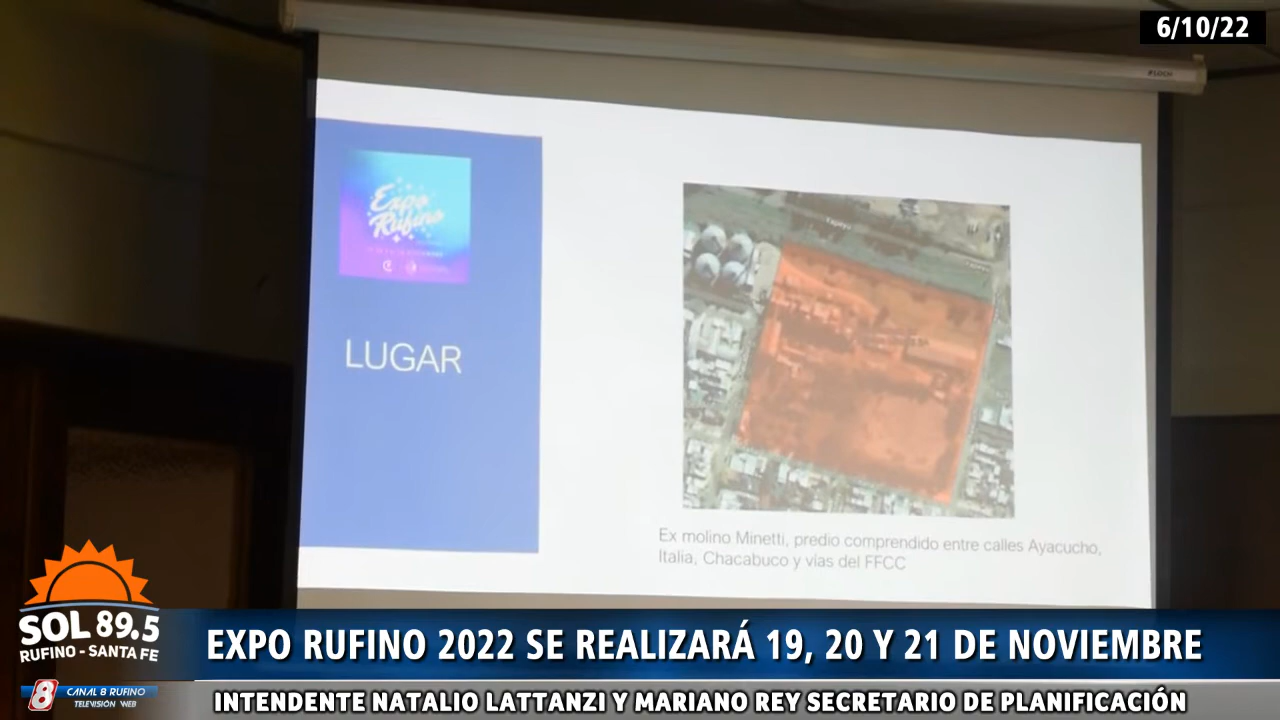 6/10/22
Expo
Rufino
LUGAR
Ex molino Minetti, predio comprendido entre calles Ayacucho,
Italia, Chacabuco y vías del FFCC
SOL 89.5
RUFINO - SANTA FE
EXPO RUFINO 2022 SE REALIZARÁ 19, 20 Y 21 DE NOVIEMBRE
8 CANAL 8 RUFINO
TELEVISIÓN WEB
INTENDENTE NATALIO LATTANZI Y MARIANO REY SECRETARIO DE PLANIFICACIÓN